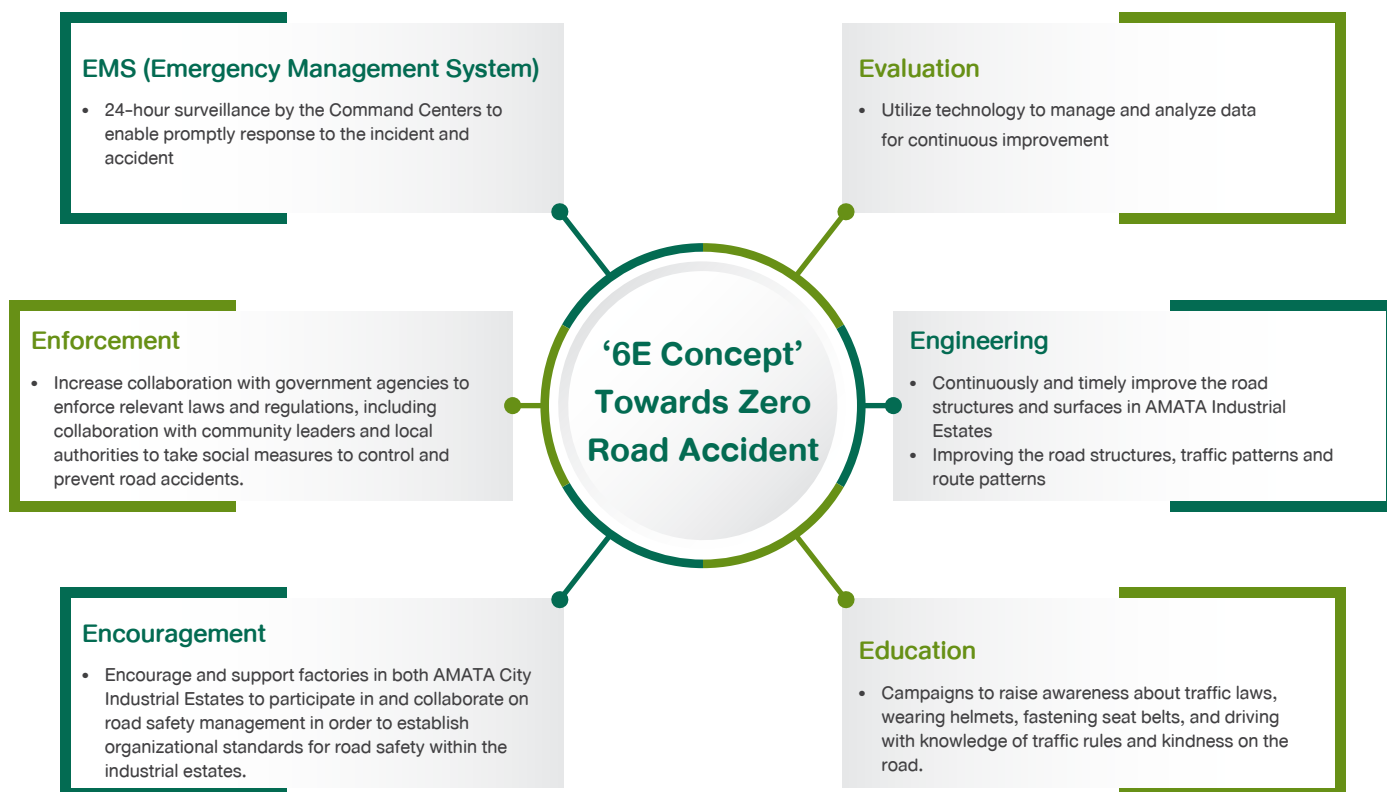 EMS (Emergency Management System)
• 24-hour surveillance by the Command Centers to
enable promptly response to the incident and
accident
Evaluation
• Utilize technology to manage and analyze data
for continuous improvement
Enforcement
• Increase collaboration with government agencies to
enforce relevant laws and regulations, including
collaboration with community leaders and local
authorities to take social measures to control and
prevent road accidents.
‘6E Concept’
Towards Zero
Road Accident
Engineering
• Continuously and timely improve the road
structures and surfaces in AMATA Industrial
Estates
• Improving the road structures, traffic patterns and
route patterns
Encouragement
• Encourage and support factories in both AMATA City
Industrial Estates to participate in and collaborate on
road safety management in order to establish
organizational standards for road safety within the
industrial estates.
Education
• Campaigns to raise awareness about traffic laws,
wearing helmets, fastening seat belts, and driving
with knowledge of traffic rules and kindness on the
road.